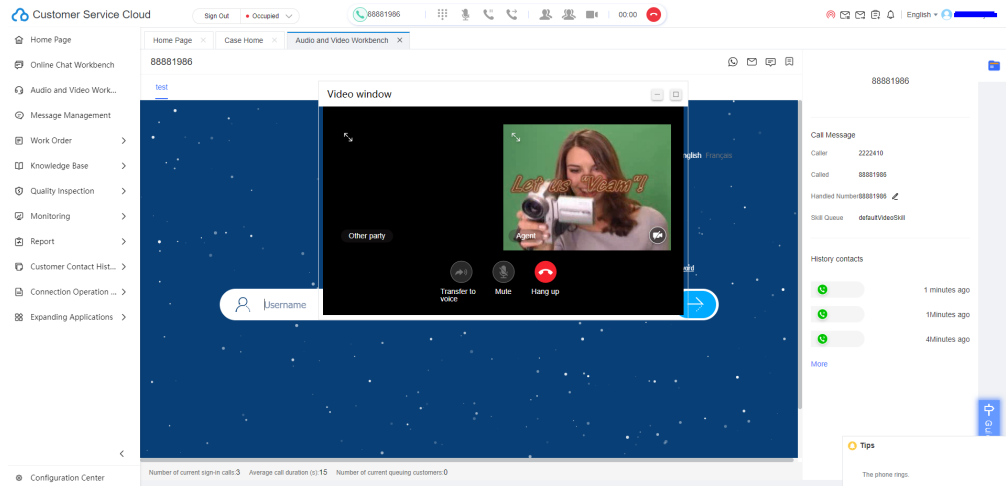 Customer Service Cloud
Sign Out
Occupied
68881986
00:00
English
Home Page
Online Chat Workbench
Audio and Video Work...
Message Management
Work Order
Knowledge Base
Quality Inspection
Monitoring
Report
Customer Contact Hist...
Connection Operation ...
Expanding Applications
Configuration Center
Home Page
Case Home
Audio and Video Workbench
88881986
test
Video window
English Français
Let us "Vcam"!
Other party
Agent
Transfer to
voice
Mute
Hang up
Username
88881986
Call Message
Caller 2222410
Called 88881986
Handled Number 88881986
Skill Queue defaultVideoSkill
History contacts
1 minutes ago
1Minutes ago
4Minutes ago
More
Tips
The phone rings.
Number of current sign-in calls:3 Average call duration (s):15 Number of current queuing customers:0